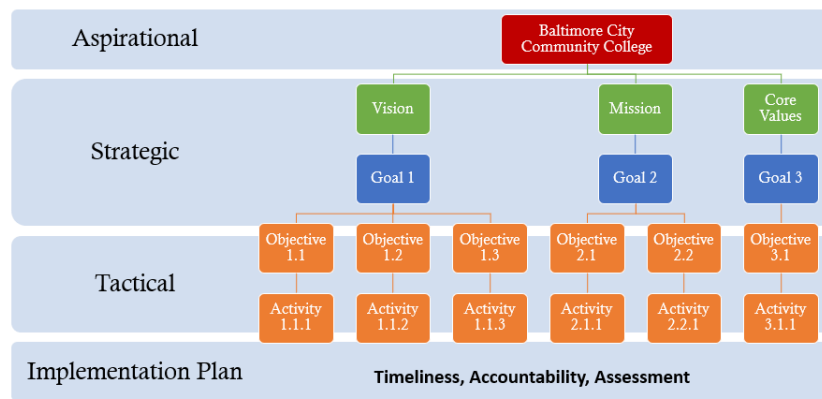 Aspirational
Baltimore City
Community College
Strategic
Vision
Mission
Core
Values
Goal 1
Goal 2
Goal 3
Tactical
Objective
1.1
Objective
1.2
Objective
1.3
Objective
2.1
Objective
2.2
Objective
3.1
Activity
1.1.1
Activity
1.1.2
Activity
1.1.3
Activity
2.1.1
Activity
2.2.1
Activity
3.1.1
Implementation Plan
Timeliness, Accountability, Assessment